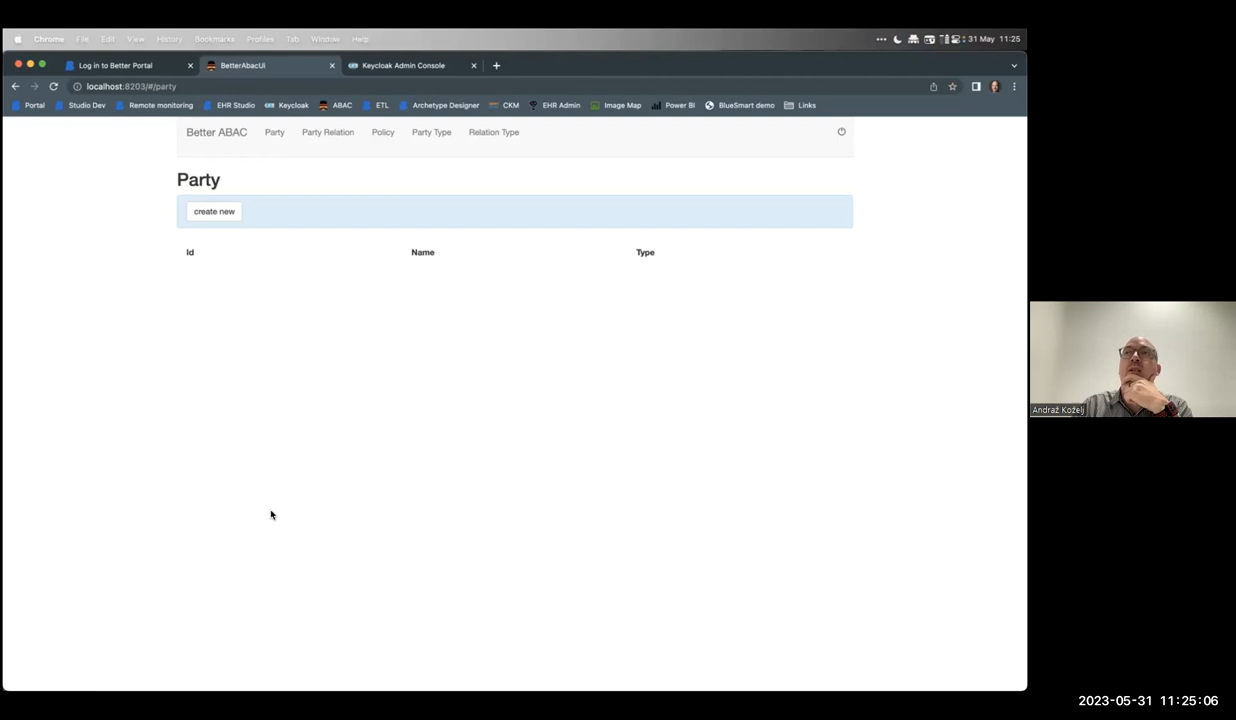 Chrome File Edit View History Bookmarks Profiles Tab Window Help 31 May 11:25
Log in to Better Portal BetterAbacUi Keycloak Admin Console
localhost:8203/#/party
Portal Studio Dev Remote monitoring EHR Studio Keycloak ABAC ETL Archetype Designer CKM EHR Admin Image Map Power BI BlueSmart demo Links
Better ABAC Party Party Relation Policy Party Type Relation Type
Party
create new
Id Name Type
Andraž Koželj
2023-05-31 11:25:06